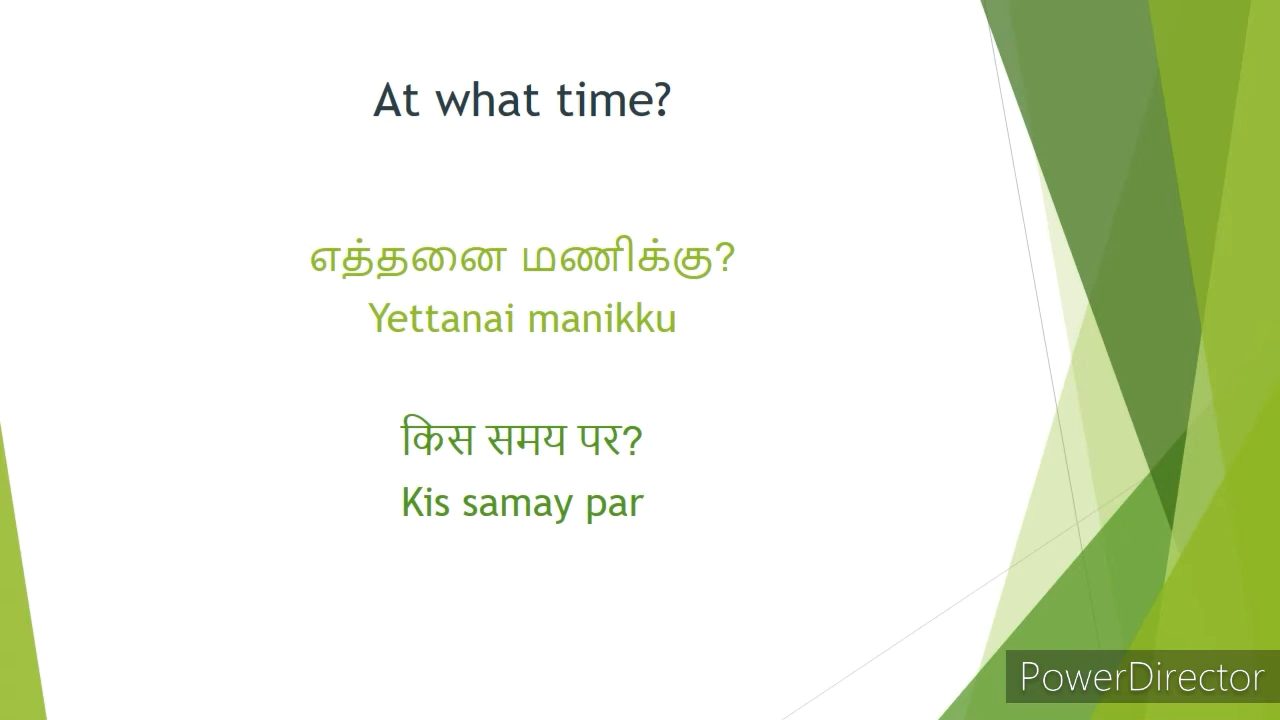 At what time?
எத்தனை மணிக்கு?
Yettanai manikku
किस समय पर?
Kis samay par
PowerDirector